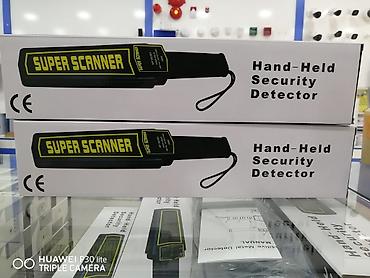 SUPER SCANNER
Hand-Held
Security
Detector
CE
SUPER SCANNER
Hand-Held
Security
Detector
CE
MANUAL
HUAWEI P30 lite
TRIPLE CAMERA